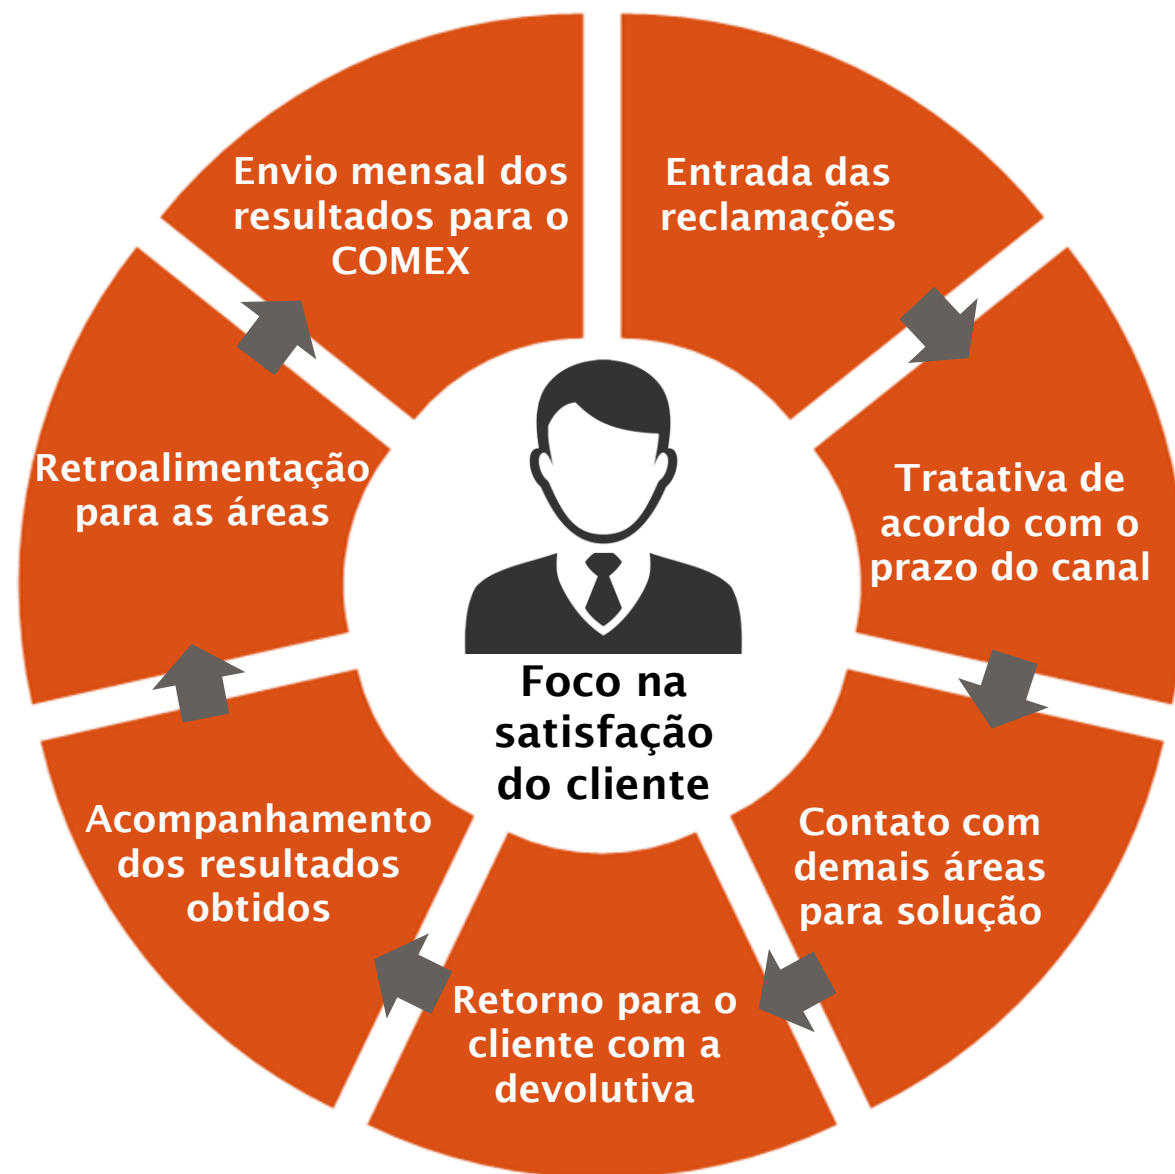 Entrada das
reclamações
Tratativa de
acordo com o
prazo do canal
Contato com
demais áreas
para solução
Retorno para o
cliente com a
devolutiva
Acompanhamento
dos resultados
obtidos
Retroalimentação
para as áreas
Envio mensal dos
resultados para o
COMEX
Foco na
satisfação
do cliente